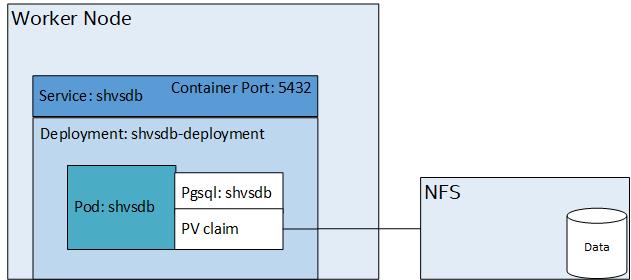 Worker Node
Service: shvsdb
Container Port: 5432
Deployment: shvsdb-deployment
Pod: shvsdb
Pgsql: shvsdb
PV claim
NFS
Data